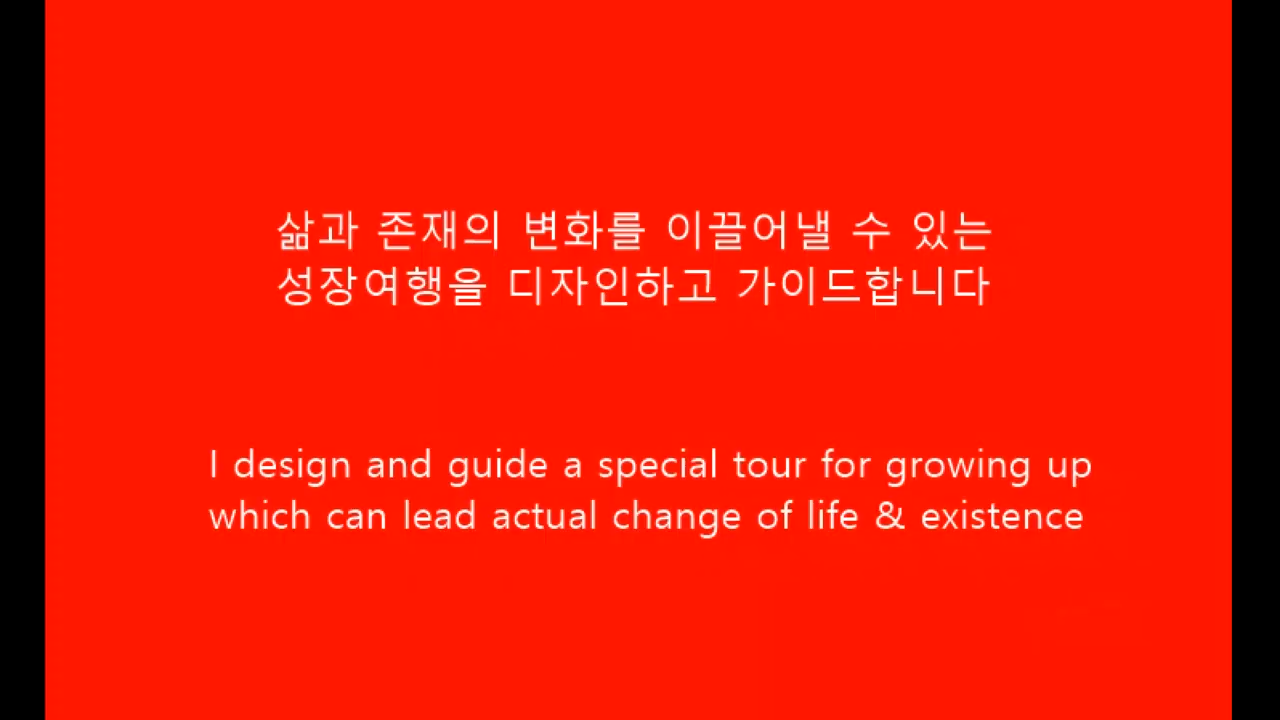 삶과 존재의 변화를 이끌어낼 수 있는
성장여행을 디자인하고 가이드합니다
I design and guide a special tour for growing up
which can lead actual change of life & existence